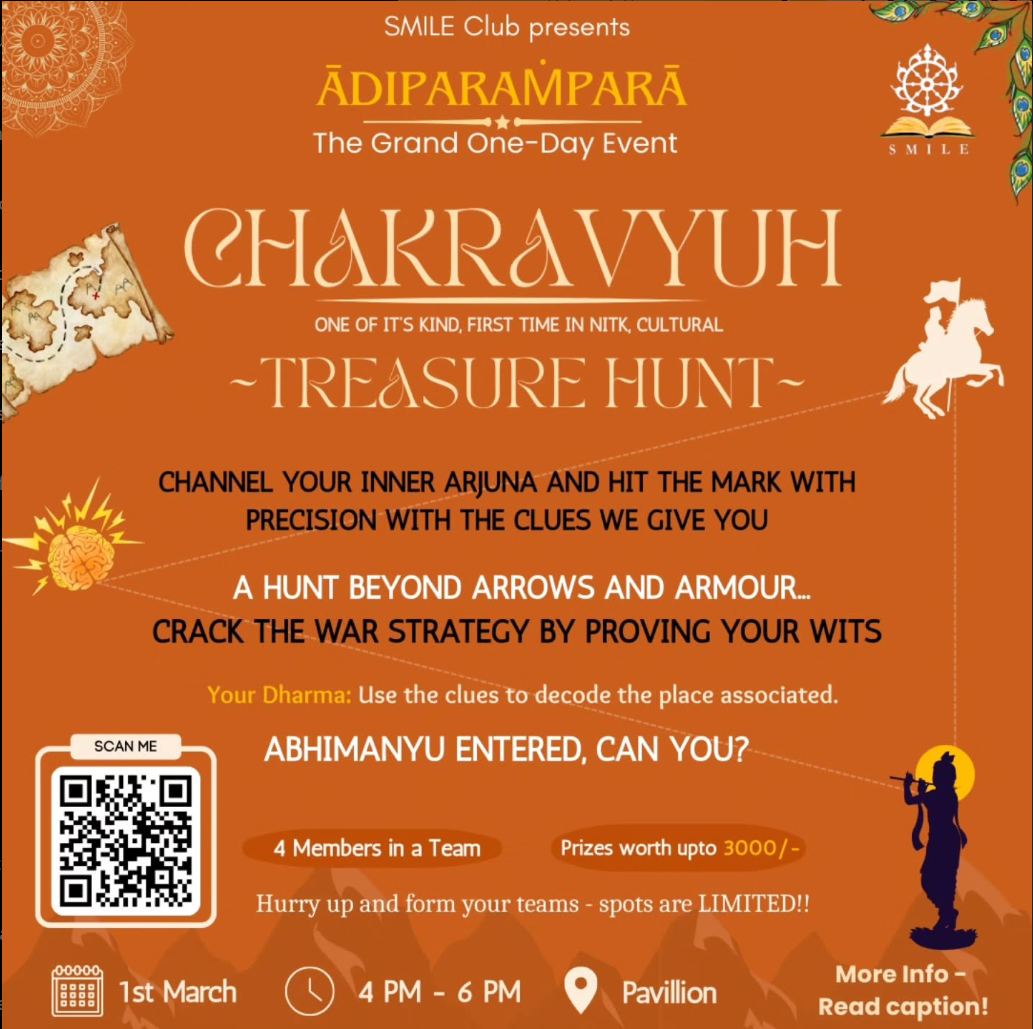 SMILE Club presents
ĀDIPARAṀPARĀ
The Grand One-Day Event
SMILE
CHAKRAVYUH
ONE OF IT'S KIND, FIRST TIME IN NITK, CULTURAL
~TREASURE HUNT~
CHANNEL YOUR INNER ARJUNA AND HIT THE MARK WITH
PRECISION WITH THE CLUES WE GIVE YOU
A HUNT BEYOND ARROWS AND ARMOUR...
CRACK THE WAR STRATEGY BY PROVING YOUR WITS
Your Dharma: Use the clues to decode the place associated.
SCAN ME
ABHIMANYU ENTERED, CAN YOU?
4 Members in a Team
Prizes worth upto 3000/-
Hurry up and form your teams - spots are LIMITED!!
1st March
4 PM - 6 PM
Pavillion
More Info -
Read caption!